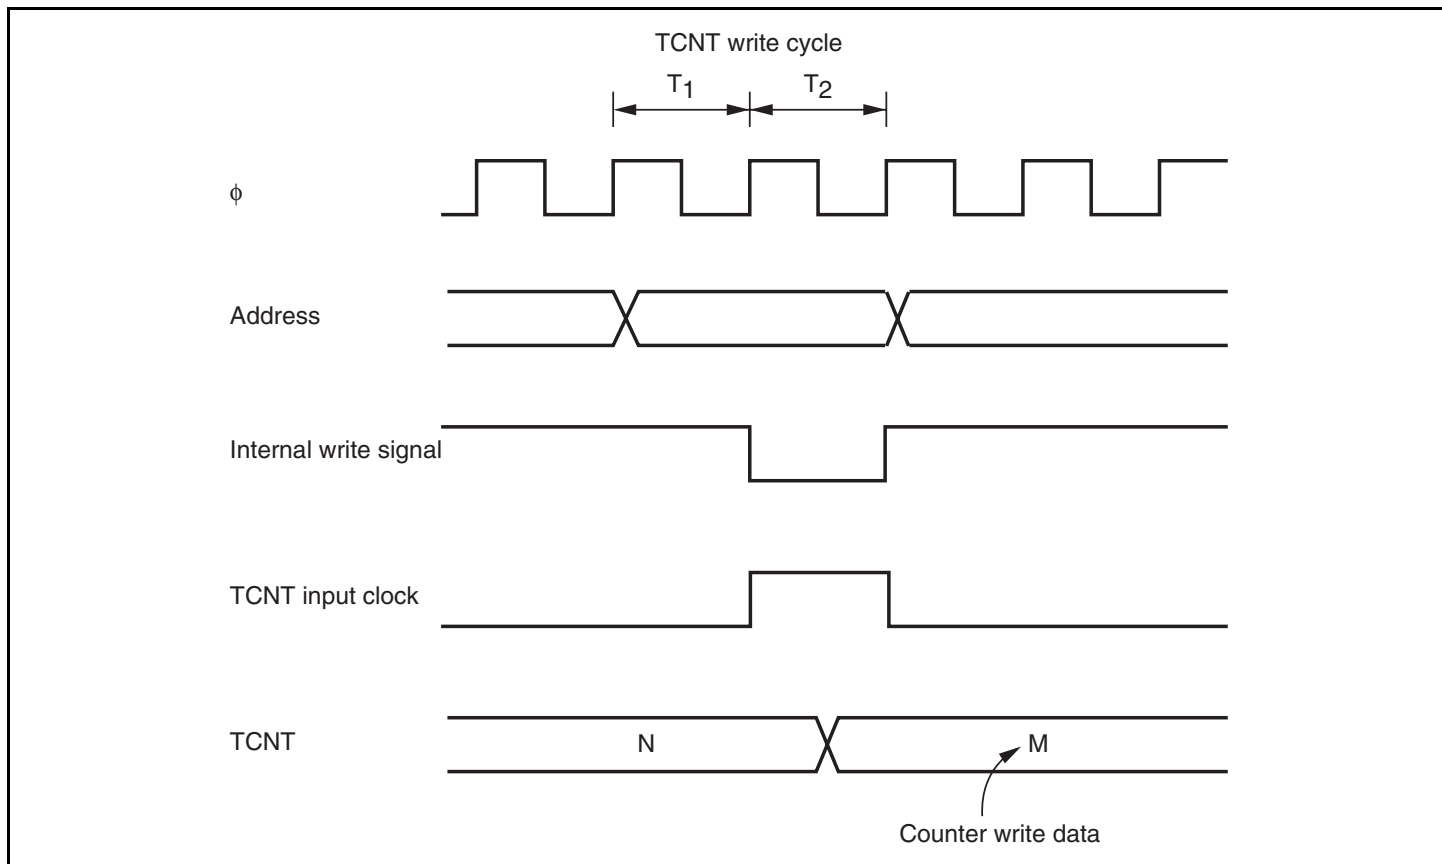 TCNT write cycle
T1 T2
ϕ
Address
Internal write signal
TCNT input clock
TCNT N M
Counter write data